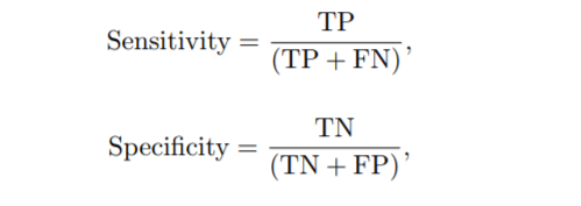 Sensitivity = TP / (TP + FN),
Specificity = TN / (TN + FP),